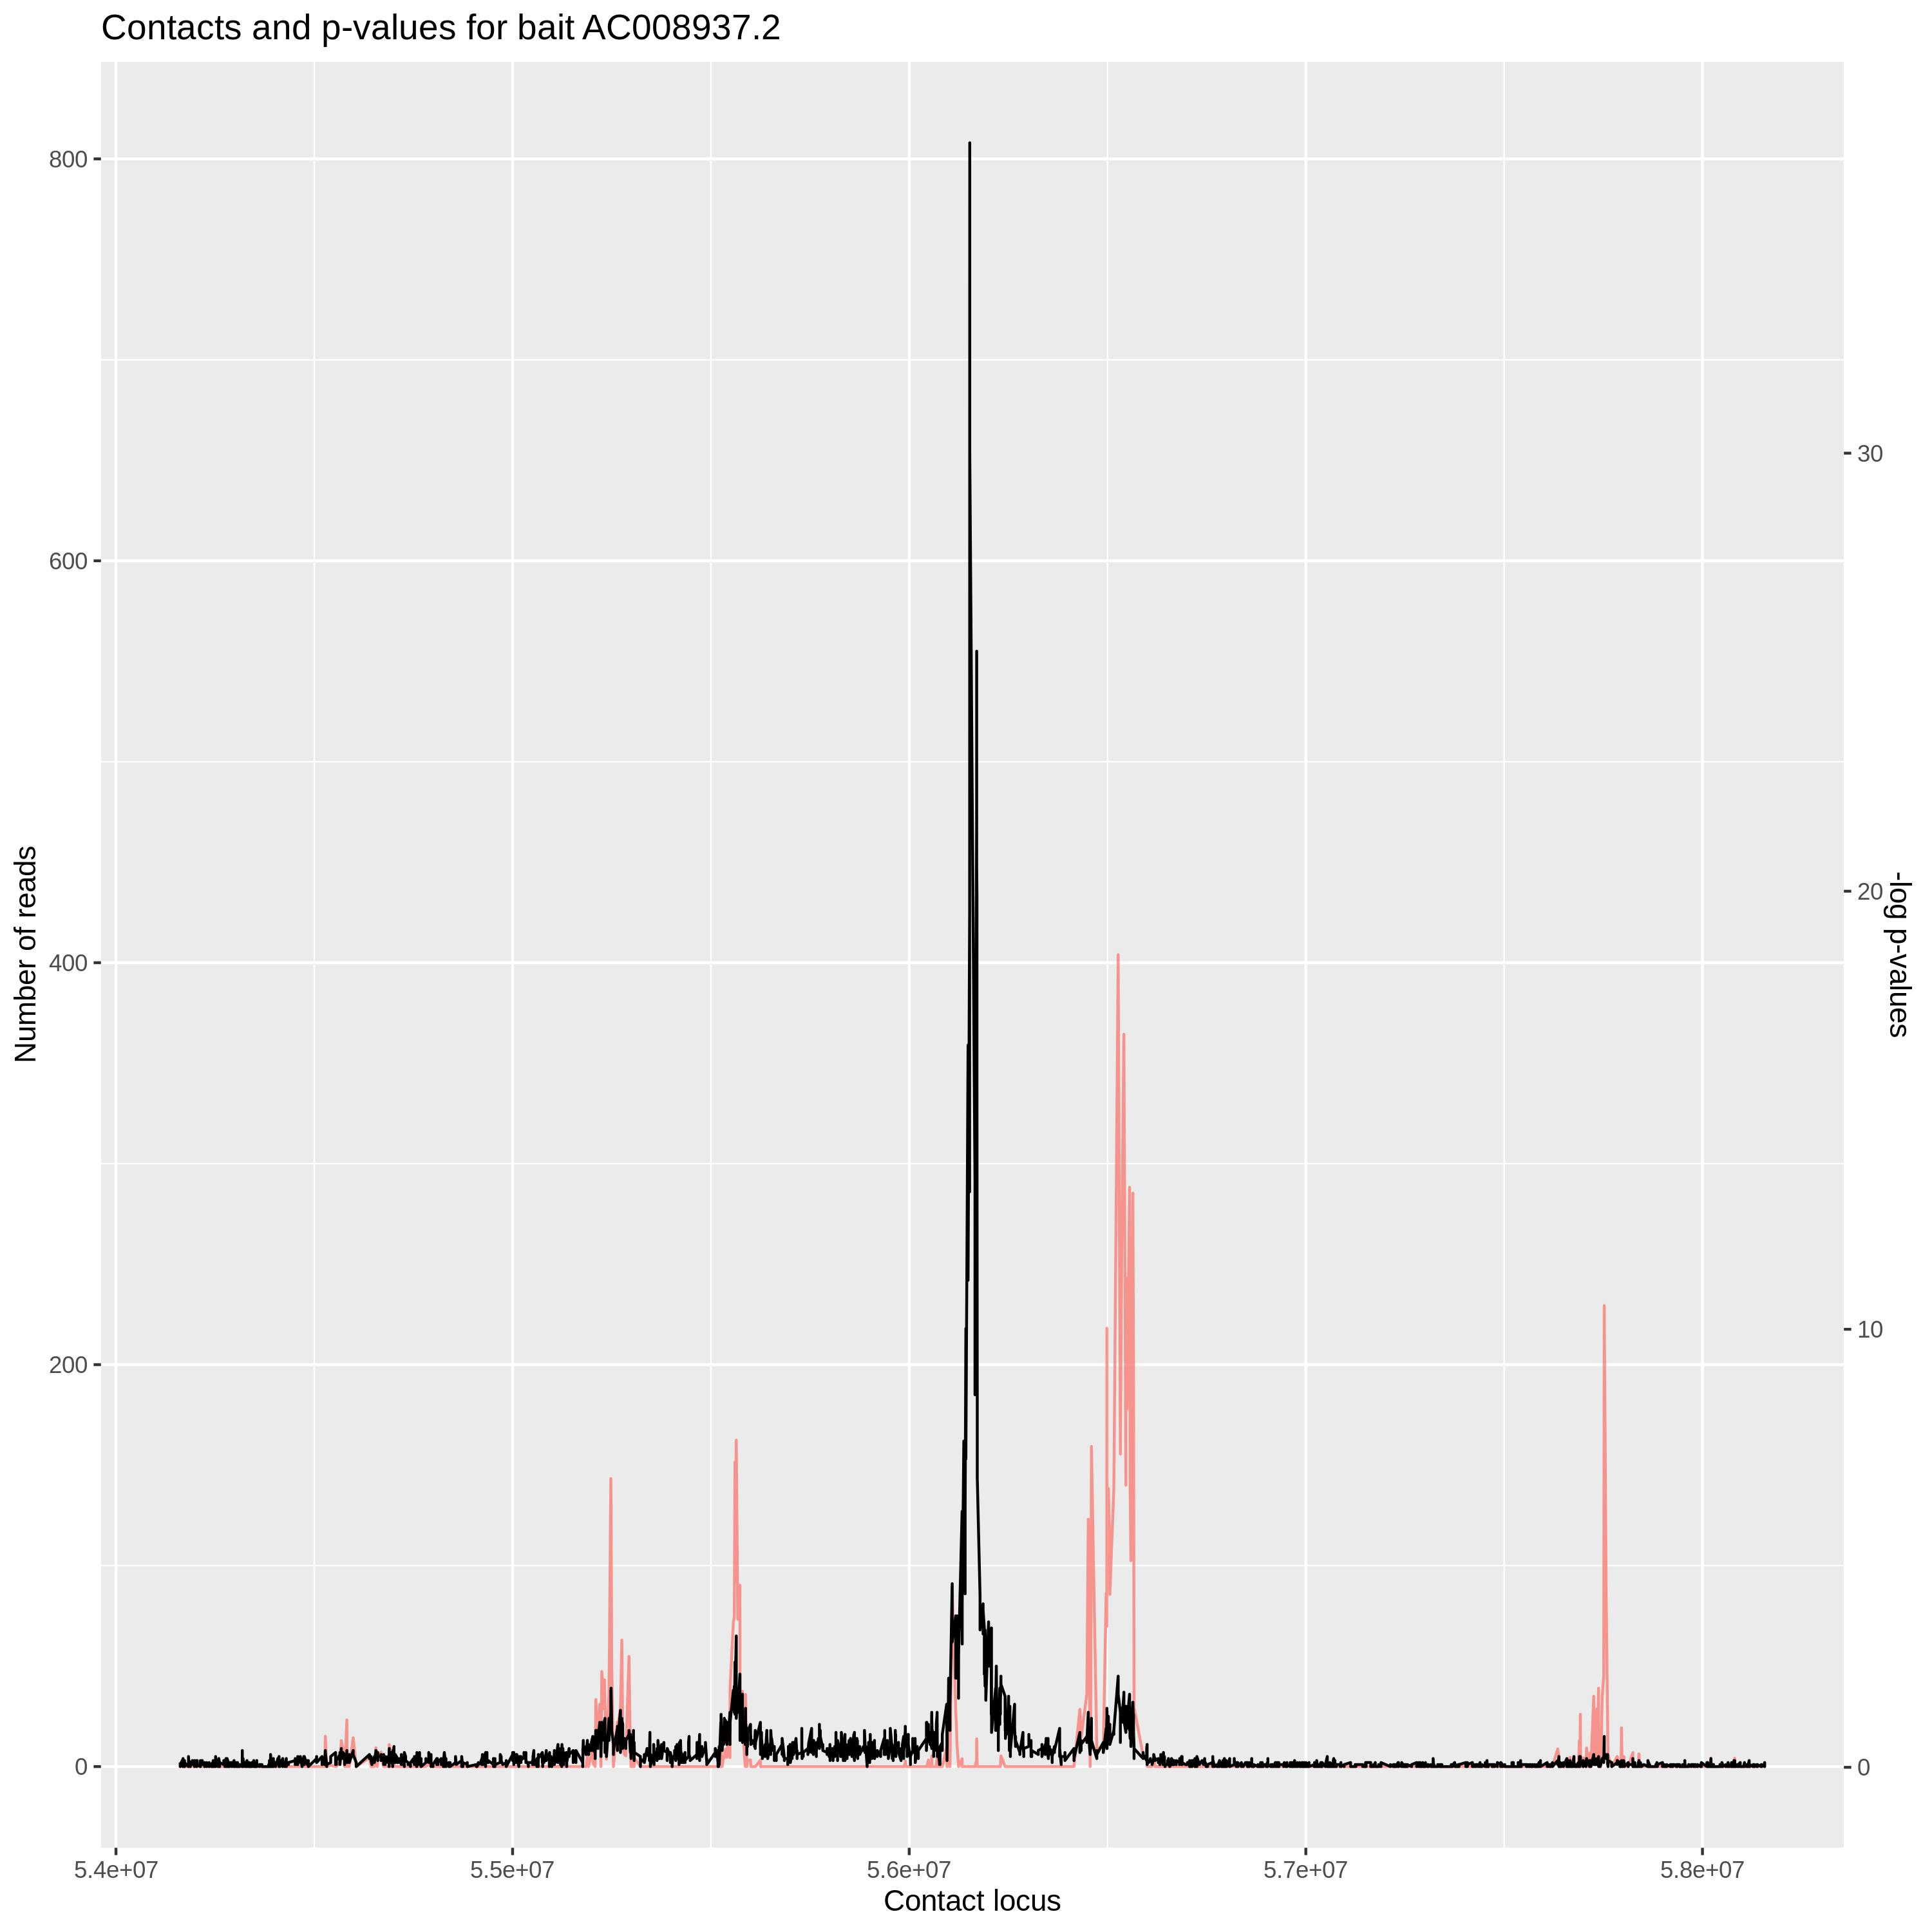 Contacts and p-values for bait AC008937.2
800
600
400
200
0
Number of reads
30
20
10
0
-log p-values
5.4e+07
5.5e+07
5.6e+07
5.7e+07
5.8e+07
Contact locus